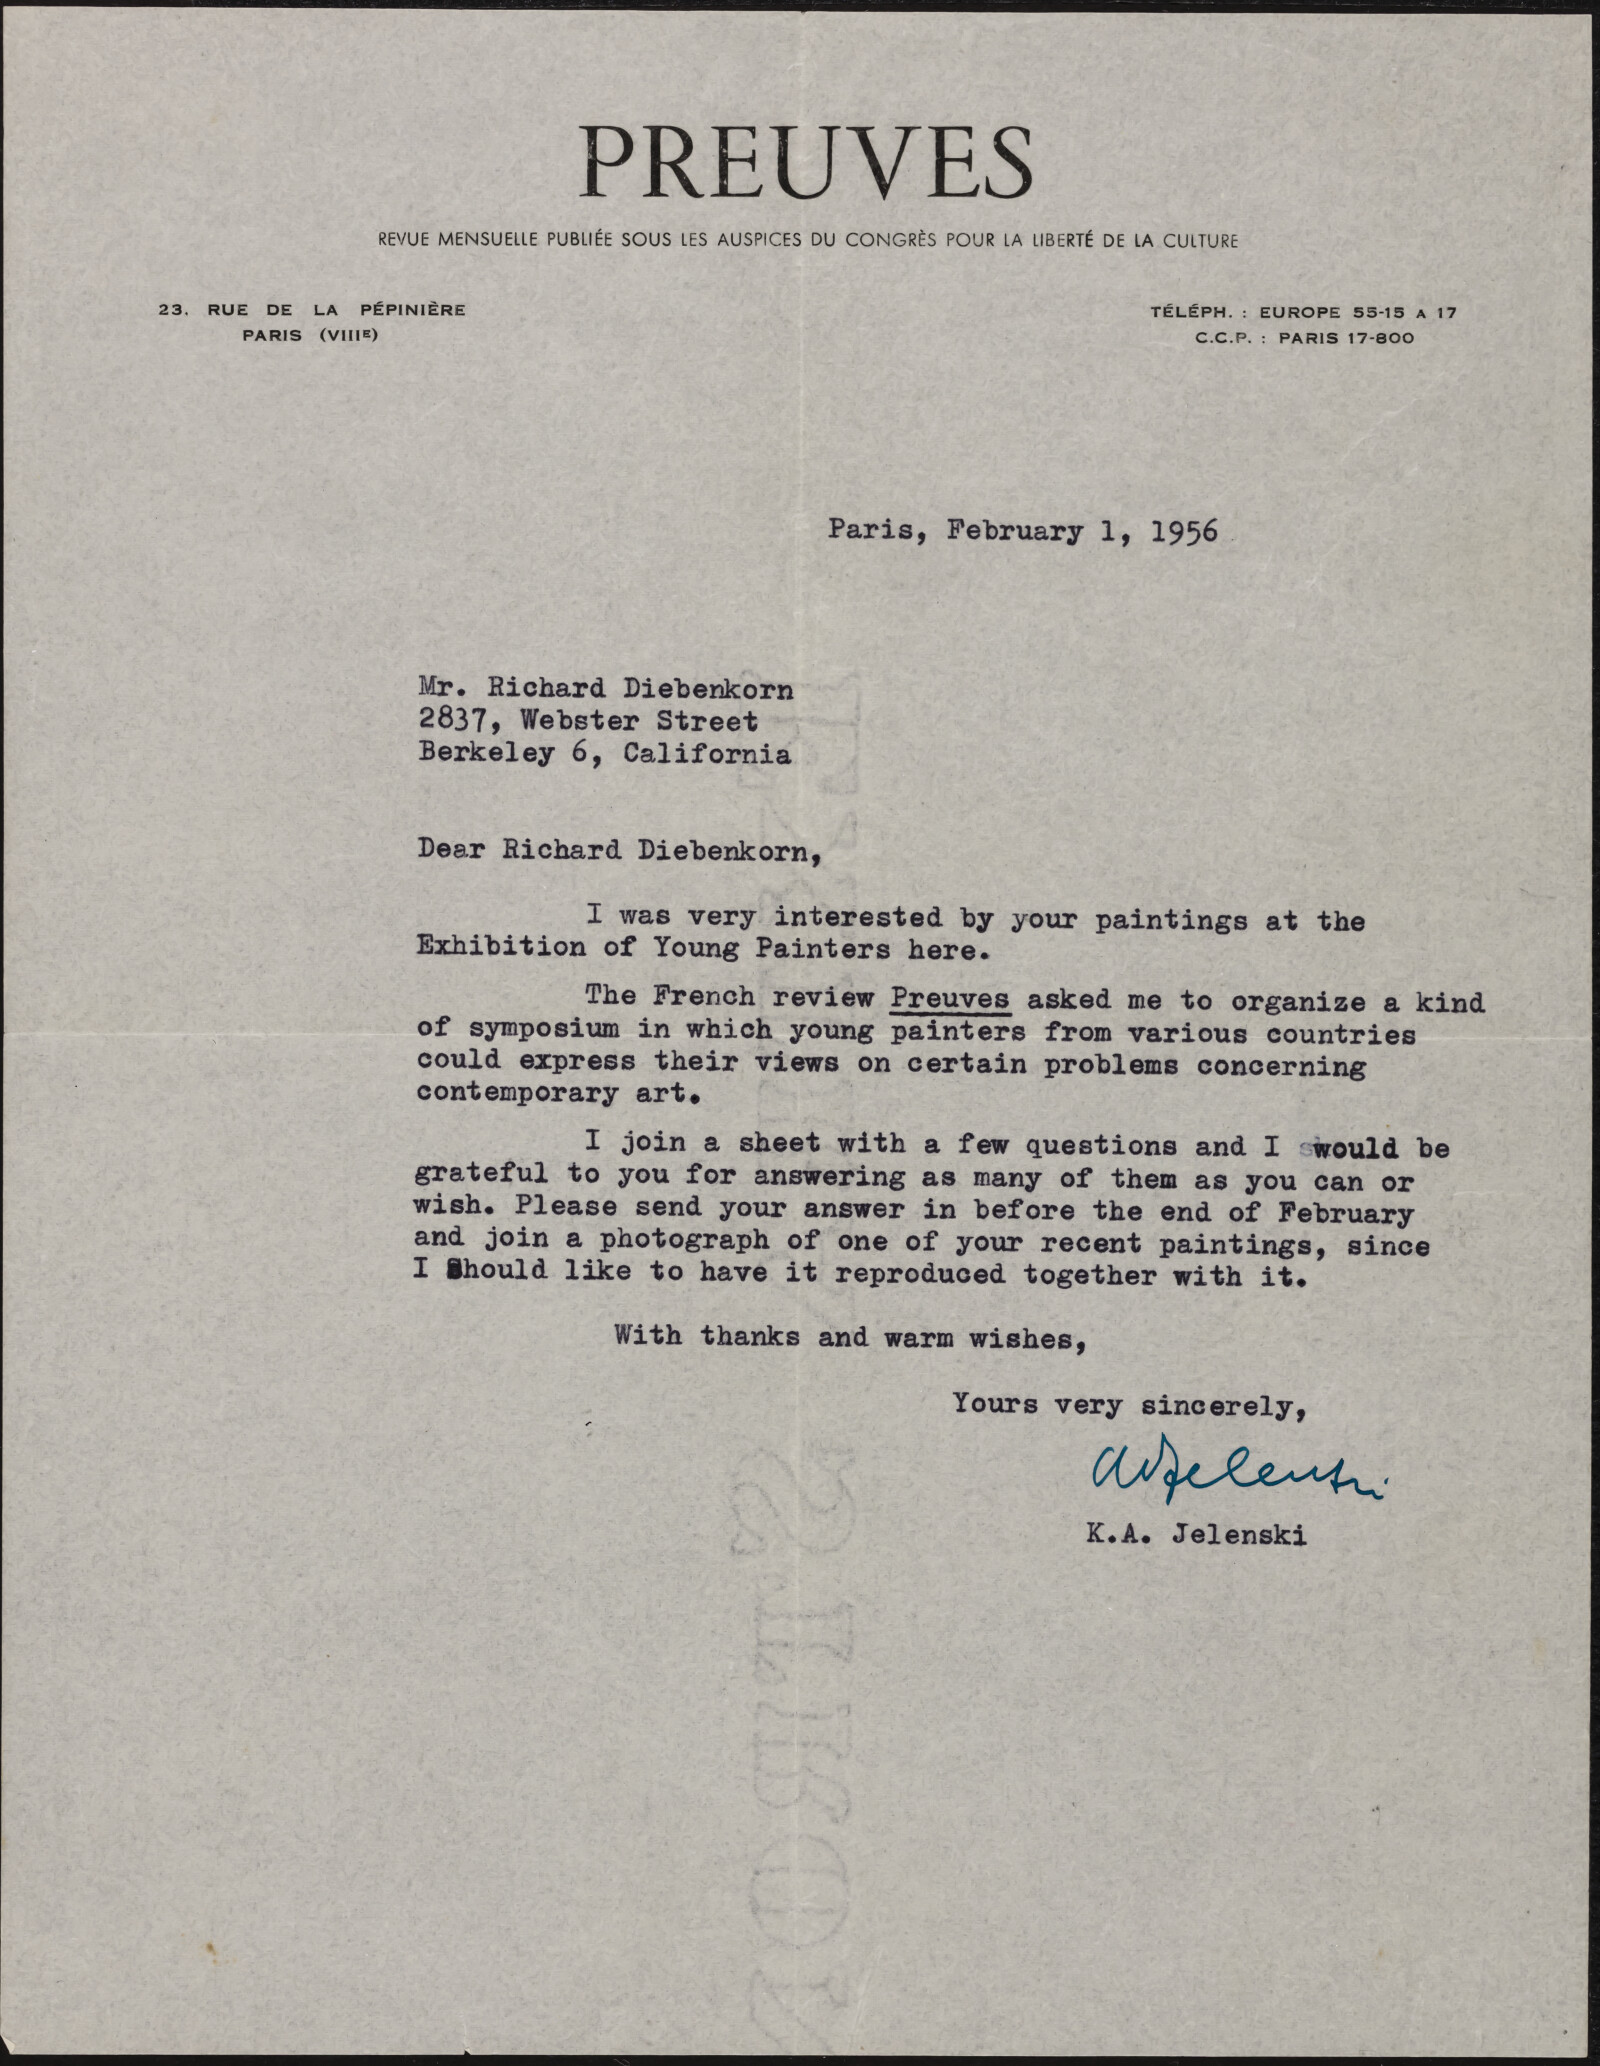 PREUVES
REVUE MENSUELLE PUBLIÉE SOUS LES AUSPICES DU CONGRÈS POUR LA LIBERTÉ DE LA CULTURE
23. RUE DE LA PÉPINIÈRE
PARIS (VIIIE)
TÉLÉPH. : EUROPE 55-15 A 17
C.C.P. : PARIS 17-800
Paris, February 1, 1956
Mr. Richard Diebenkorn
2837, Webster Street
Berkeley 6, California
Dear Richard Diebenkorn,
I was very interested by your paintings at the
Exhibition of Young Painters here.
The French review Preuves asked me to organize a kind
of symposium in which young painters from various countries
could express their views on certain problems concerning
contemporary art.
I join a sheet with a few questions and I would be
grateful to you for answering as many of them as you can or
wish. Please send your answer in before the end of February
and join a photograph of one of your recent paintings, since
I Should like to have it reproduced together with it.
With thanks and warm wishes,
Yours very sincerely,
K.A. Jelenski